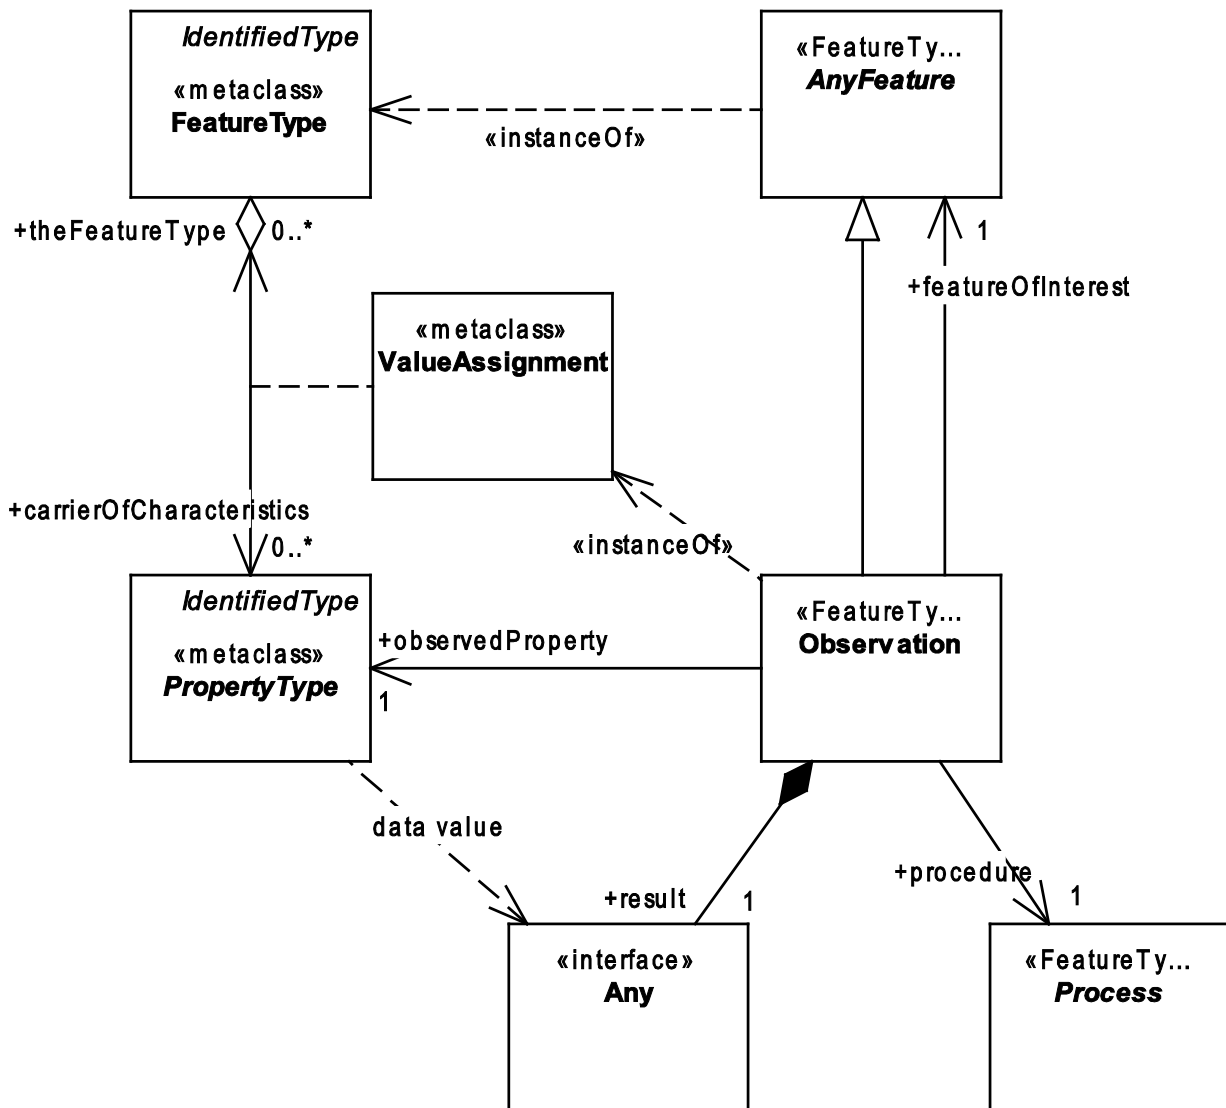 IdentifiedType
«metaclass»
FeatureType
«FeatureTy...
AnyFeature
«instanceOf»
+theFeatureType
0..*
1
+featureOfInterest
«metaclass»
ValueAssignment
+carrierOfCharacteristics
0..*
«instanceOf»
IdentifiedType
«metaclass»
PropertyType
+observedProperty
1
«FeatureTy...
Observation
data value
+result
1
+procedure
1
«interface»
Any
«FeatureTy...
Process